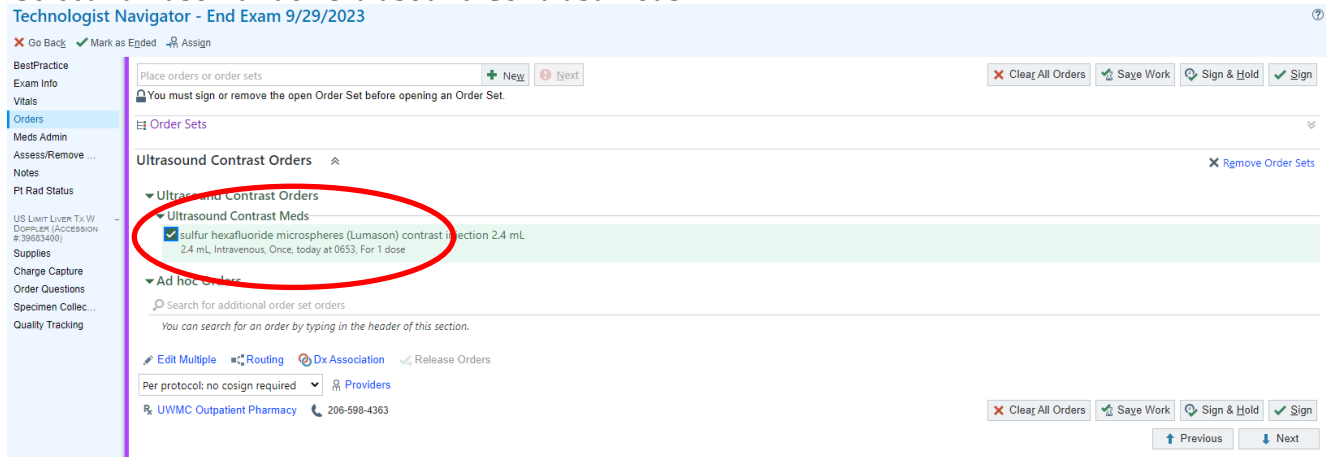 Technologist Navigator - End Exam 9/29/2023
Go Back Mark as Ended Assign
BestPractice
Exam Info
Vitals
Orders
Meds Admin
Assess/Remove ...
Notes
Pt Rad Status
US Limit Liver Tx W
Doppler (Accession
#:39683400)
Supplies
Charge Capture
Order Questions
Specimen Collec...
Quality Tracking
Place orders or order sets New Next
Clear All Orders Save Work Sign & Hold Sign
You must sign or remove the open Order Set before opening an Order Set.
Order Sets
Ultrasound Contrast Orders
Remove Order Sets
Ultrasound Contrast Orders
Ultrasound Contrast Meds
sulfur hexafluoride microspheres (Lumason) contrast injection 2.4 mL
2.4 mL, Intravenous, Once, today at 0653, For 1 dose
Ad hoc Orders
Search for additional order set orders
You can search for an order by typing in the header of this section.
Edit Multiple Routing Dx Association Release Orders
Per protocol: no cosign required Providers
UWMC Outpatient Pharmacy 206-598-4363
Clear All Orders Save Work Sign & Hold Sign
Previous Next